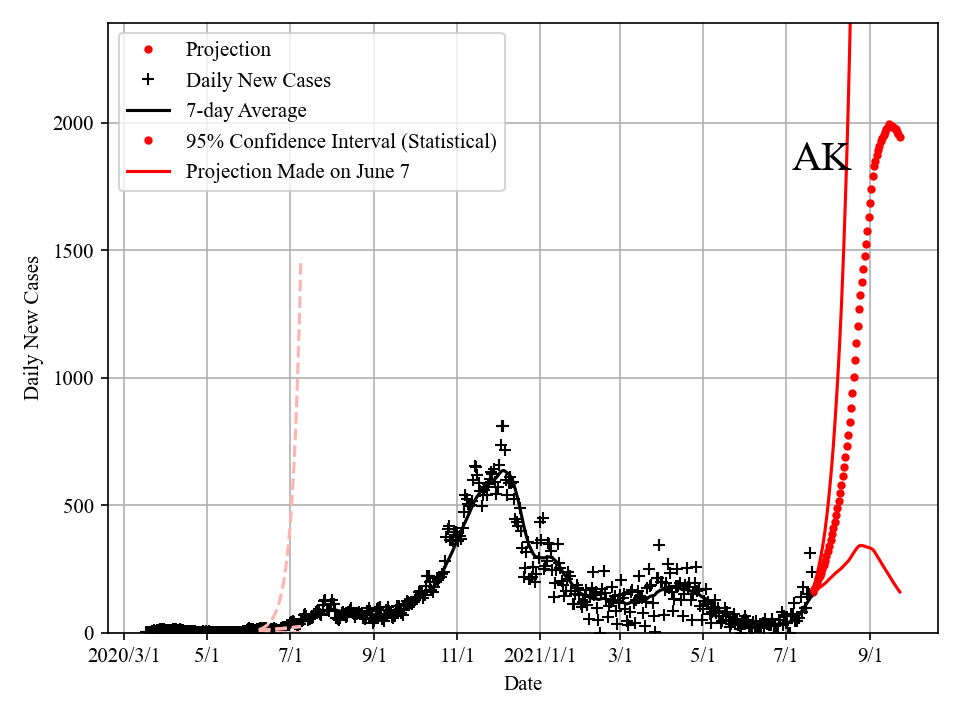 Projection
Daily New Cases
7-day Average
95% Confidence Interval (Statistical)
Projection Made on June 7
AK
2000
1500
1000
500
0
Daily New Cases
2020/3/1 5/1 7/1 9/1 11/1 2021/1/1 3/1 5/1 7/1 9/1
Date